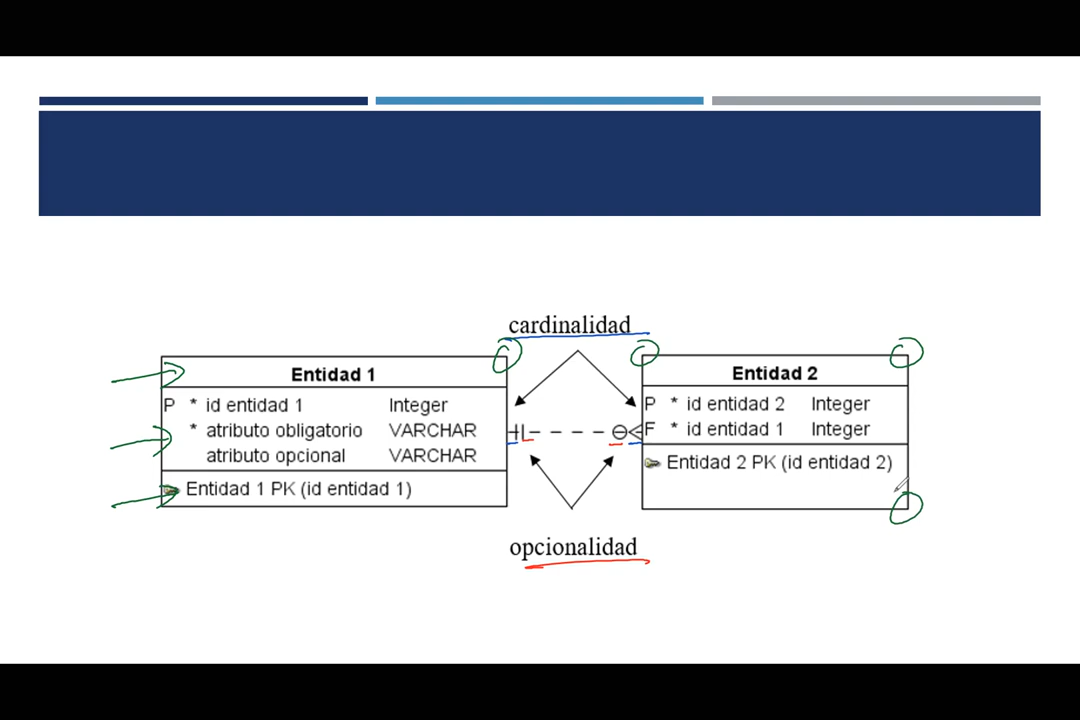 cardinalidad
Entidad 1
P * id entidad 1 Integer
* atributo obligatorio VARCHAR
atributo opcional VARCHAR
Entidad 1 PK (id entidad 1)
Entidad 2
P * id entidad 2 Integer
F * id entidad 1 Integer
Entidad 2 PK (id entidad 2)
opcionalidad